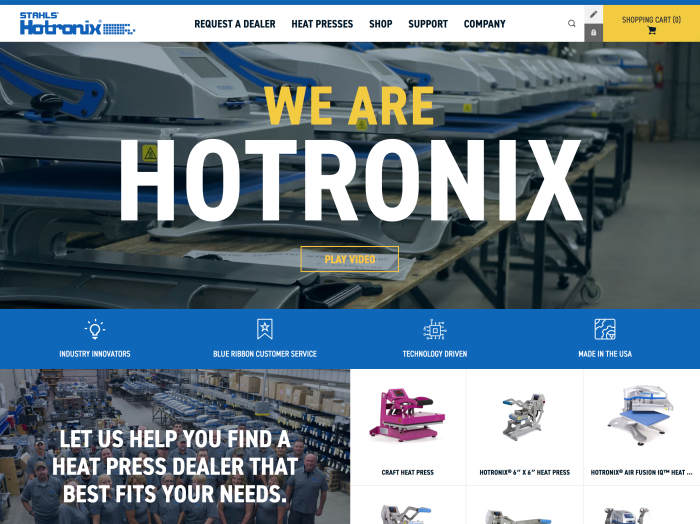 STAHLS'
Hotronix®
REQUEST A DEALER HEAT PRESSES SHOP SUPPORT COMPANY
SHOPPING CART (0)
WE ARE
HOTRONIX
PLAY VIDEO
INDUSTRY INNOVATORS
BLUE RIBBON CUSTOMER SERVICE
TECHNOLOGY DRIVEN
MADE IN THE USA
LET US HELP YOU FIND A
HEAT PRESS DEALER THAT
BEST FITS YOUR NEEDS.
CRAFT HEAT PRESS
HOTRONIX® 6” X 6” HEAT PRESS
HOTRONIX® AIR FUSION IQ™ HEAT ...